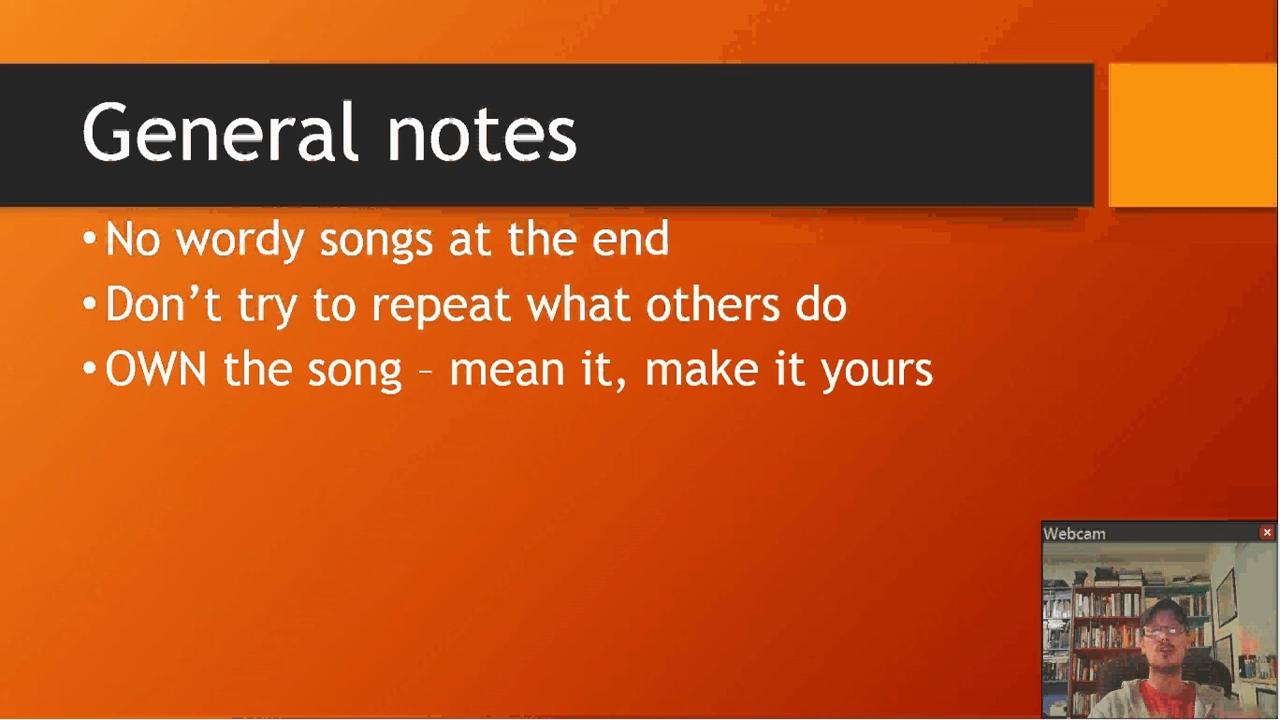 General notes
•No wordy songs at the end
•Don’t try to repeat what others do
•OWN the song – mean it, make it yours
Webcam